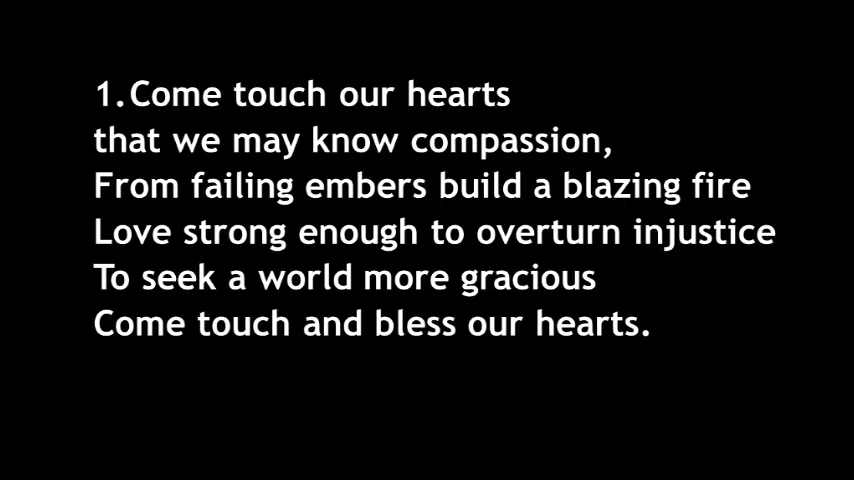 1. Come touch our hearts
that we may know compassion,
From failing embers build a blazing fire
Love strong enough to overturn injustice
To seek a world more gracious
Come touch and bless our hearts.